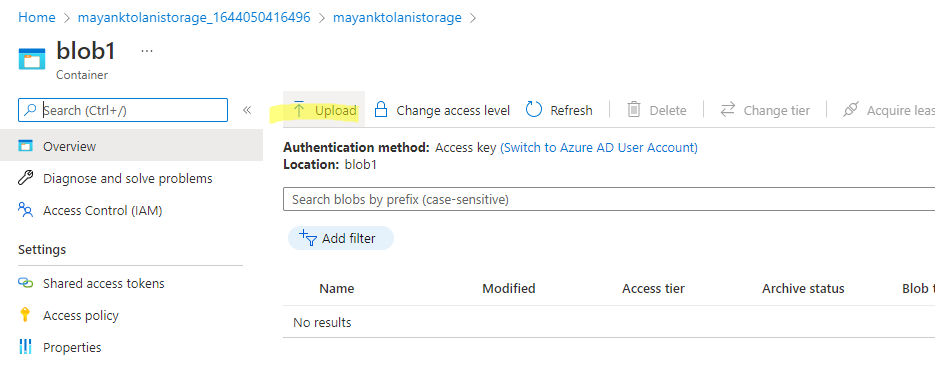 Home > mayanktolanistorage_1644050416496 > mayanktolanistorage >
blob1 ...
Container
Search (Ctrl+/) «
Overview
Diagnose and solve problems
Access Control (IAM)
Settings
Shared access tokens
Access policy
Properties
Upload Change access level Refresh Delete Change tier Acquire leas
Authentication method: Access key (Switch to Azure AD User Account)
Location: blob1
Search blobs by prefix (case-sensitive)
Add filter
Name Modified Access tier Archive status Blob t
No results